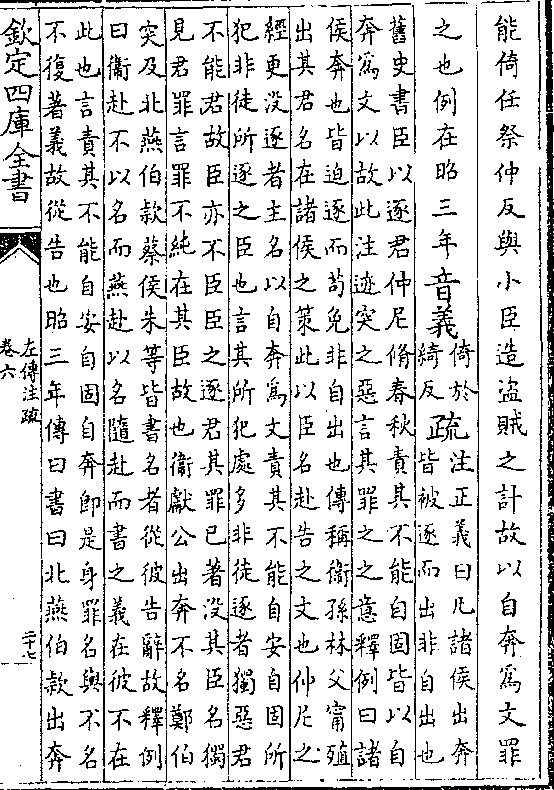 能倚任祭仲反與小臣造盜賊之計故以自奔爲文罪
之也例在昭三年音義倚於綺反疏注正義曰凡諸侯出奔
皆被逐而出非自出也
舊史書臣以逐君仲尼脩春秋責其不能自固皆以自
奔爲文以故此注迹突之惡言其罪之之意釋例曰諸
侯奔也皆迫逐而苟免非自出也傳稱衞孫林父甯殖
出其君名在諸侯之策此以臣名赴告之文也仲尼之
經更没逐者主名以自奔爲文責其不能自安自固所
犯非徒所逐之臣也言其所犯處多非徒逐者獨惡君
不能君故臣亦不臣臣之逐君其罪已著没其臣名獨
見君罪言罪不純在其臣故也衞獻公出奔不名鄭伯
突及北燕伯款蔡侯朱等皆書名者從彼告辭故釋例
曰衞赴不以名而燕赴以名隨赴而書之義在彼不在
此也言責其不能自安自固自奔即是身罪名與不名
不復著義故從告也昭三年傳曰書曰北燕伯款出奔
欽定四庫全書
左傳注疏
卷六
二十七